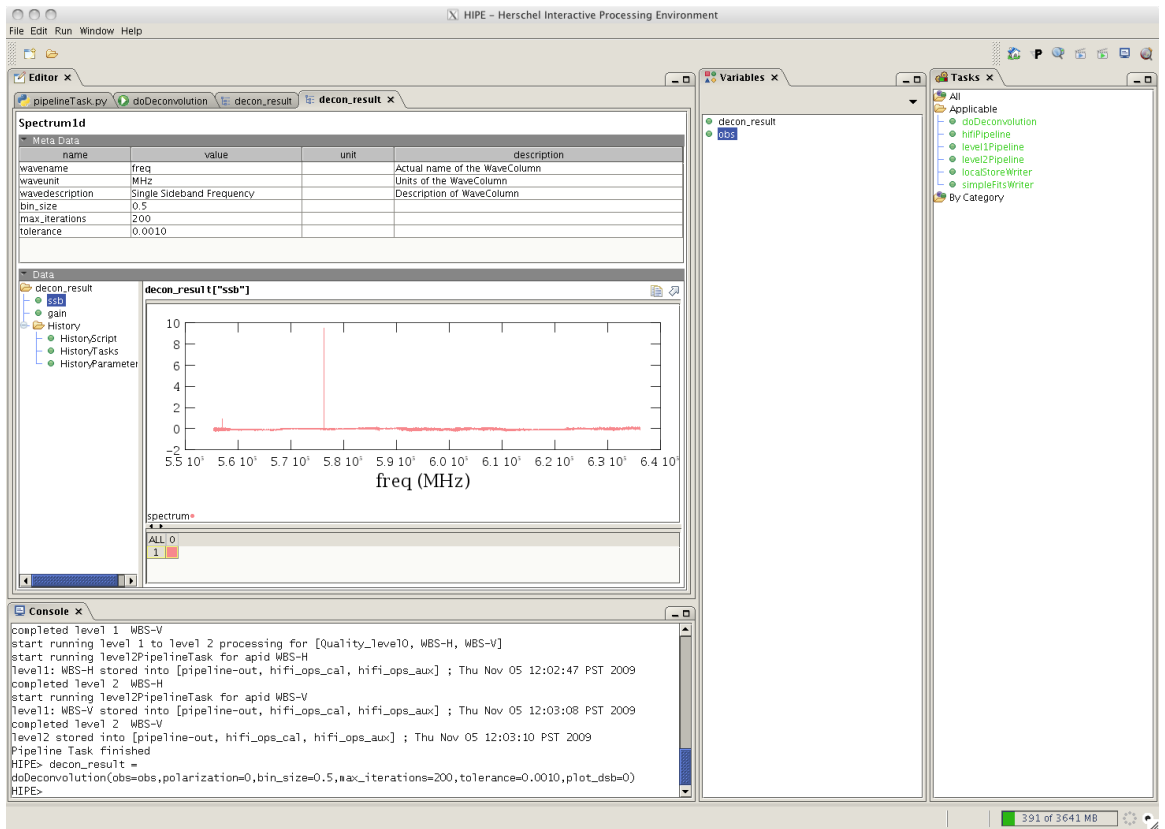 HIPE - Herschel Interactive Processing Environment
File Edit Run Window Help
Editor ×
pipelineTask.py doDeconvolution decon_result decon_result ×
Spectrum1d
Meta Data
name value unit description
wavename freq Actual name of the WaveColumn
waveunit MHz Units of the WaveColumn
wavedescription Single Sideband Frequency Description of WaveColumn
bin_size 0.5
max_iterations 200
tolerance 0.0010
Data
decon_result
ssb
gain
History
HistoryScript
HistoryTasks
HistoryParameter
decon_result["ssb"]
10
8
6
4
2
0
-2
5.5 10⁵ 5.6 10⁵ 5.7 10⁵ 5.8 10⁵ 5.9 10⁵ 6.0 10⁵ 6.1 10⁵ 6.2 10⁵ 6.3 10⁵ 6.4 10⁵
freq (MHz)
spectrum
ALL 0
1
Console ×
completed level 1 WBS-V
start running level 1 to level 2 processing for [Quality_level0, WBS-H, WBS-V]
start running level2PipelineTask for apid WBS-H
level1: WBS-H stored into [pipeline-out, hifi_ops_cal, hifi_ops_aux] ; Thu Nov 05 12:02:47 PST 2009
completed level 2 WBS-H
start running level2PipelineTask for apid WBS-V
level1: WBS-V stored into [pipeline-out, hifi_ops_cal, hifi_ops_aux] ; Thu Nov 05 12:03:08 PST 2009
completed level 2 WBS-V
level2 stored into [pipeline-out, hifi_ops_cal, hifi_ops_aux] ; Thu Nov 05 12:03:10 PST 2009
Pipeline Task finished
HIPE> decon_result =
doDeconvolution(obs=obs,polarization=0,bin_size=0.5,max_iterations=200,tolerance=0.0010,plot_dsb=0)
HIPE>
Variables ×
decon_result
obs
Tasks ×
All
Applicable
doDeconvolution
hifiPipeline
level1Pipeline
level2Pipeline
localStoreWriter
simpleFitsWriter
By Category
391 of 3641 MB